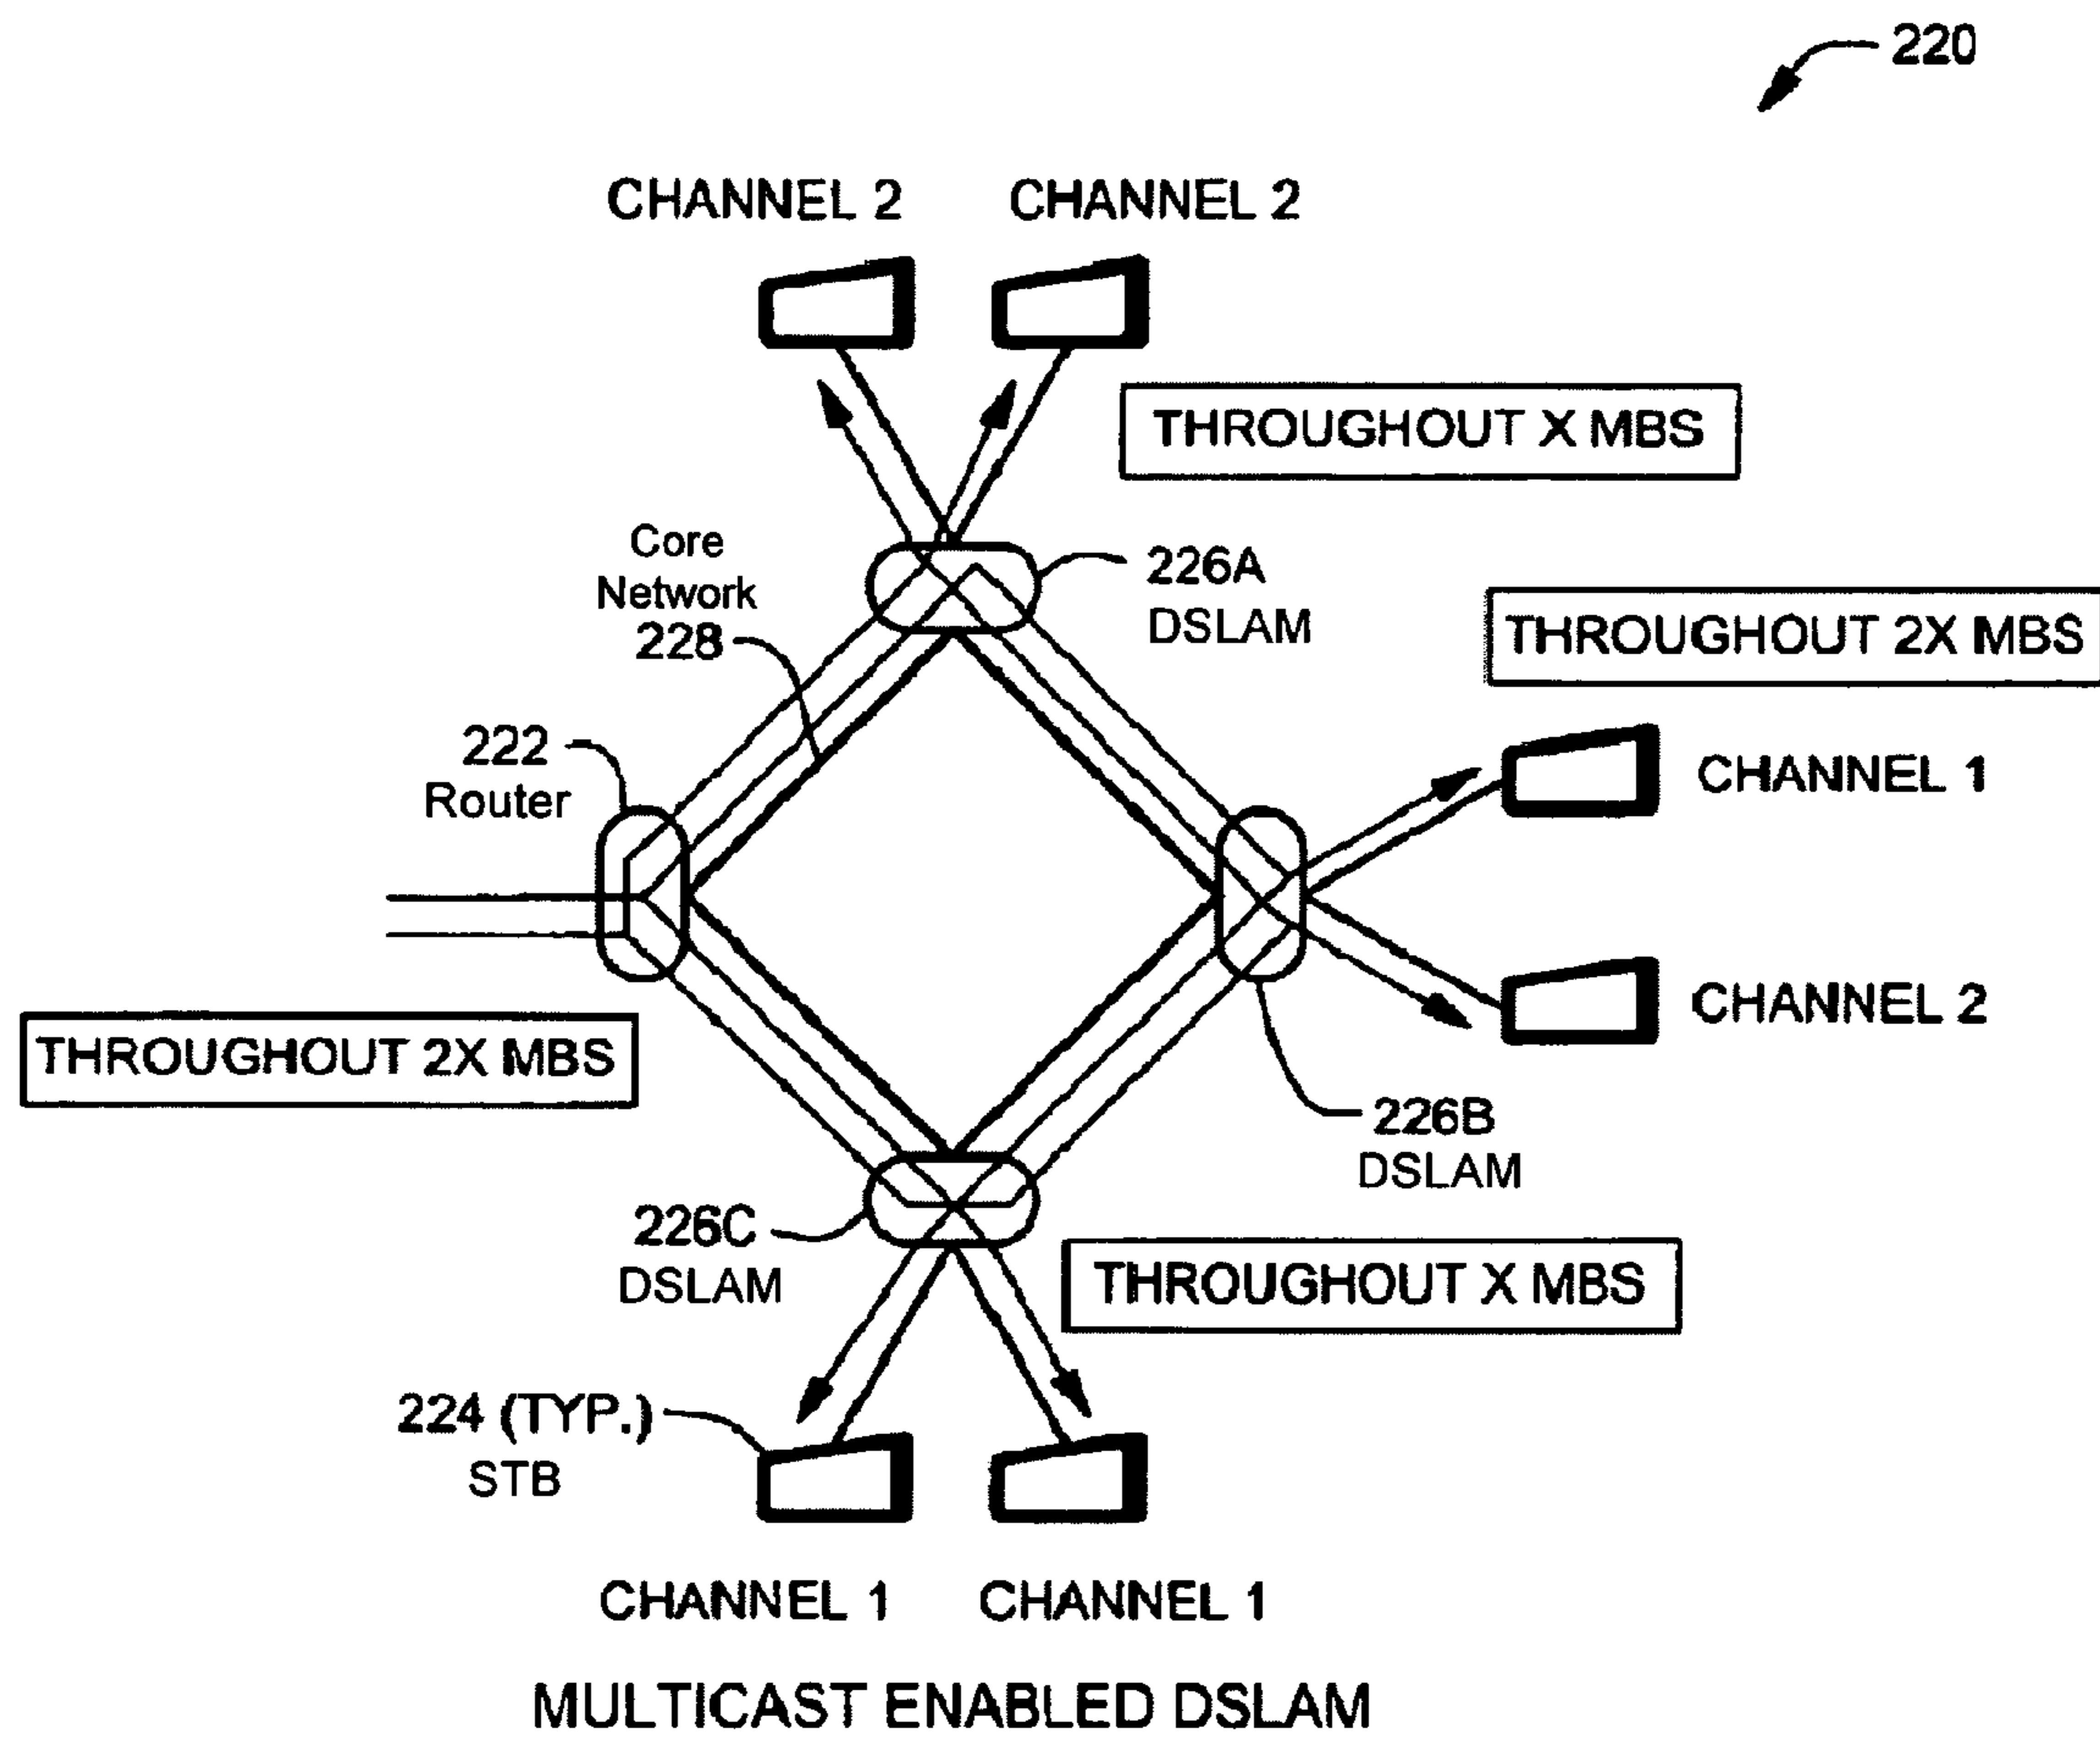 220
CHANNEL 2 CHANNEL 2
THROUGHOUT X MBS
Core
Network
228
226A
DSLAM
THROUGHOUT 2X MBS
222
Router
CHANNEL 1
CHANNEL 2
THROUGHOUT 2X MBS
226B
DSLAM
226C
DSLAM
THROUGHOUT X MBS
224 (TYP.)
STB
CHANNEL 1 CHANNEL 1
MULTICAST ENABLED DSLAM